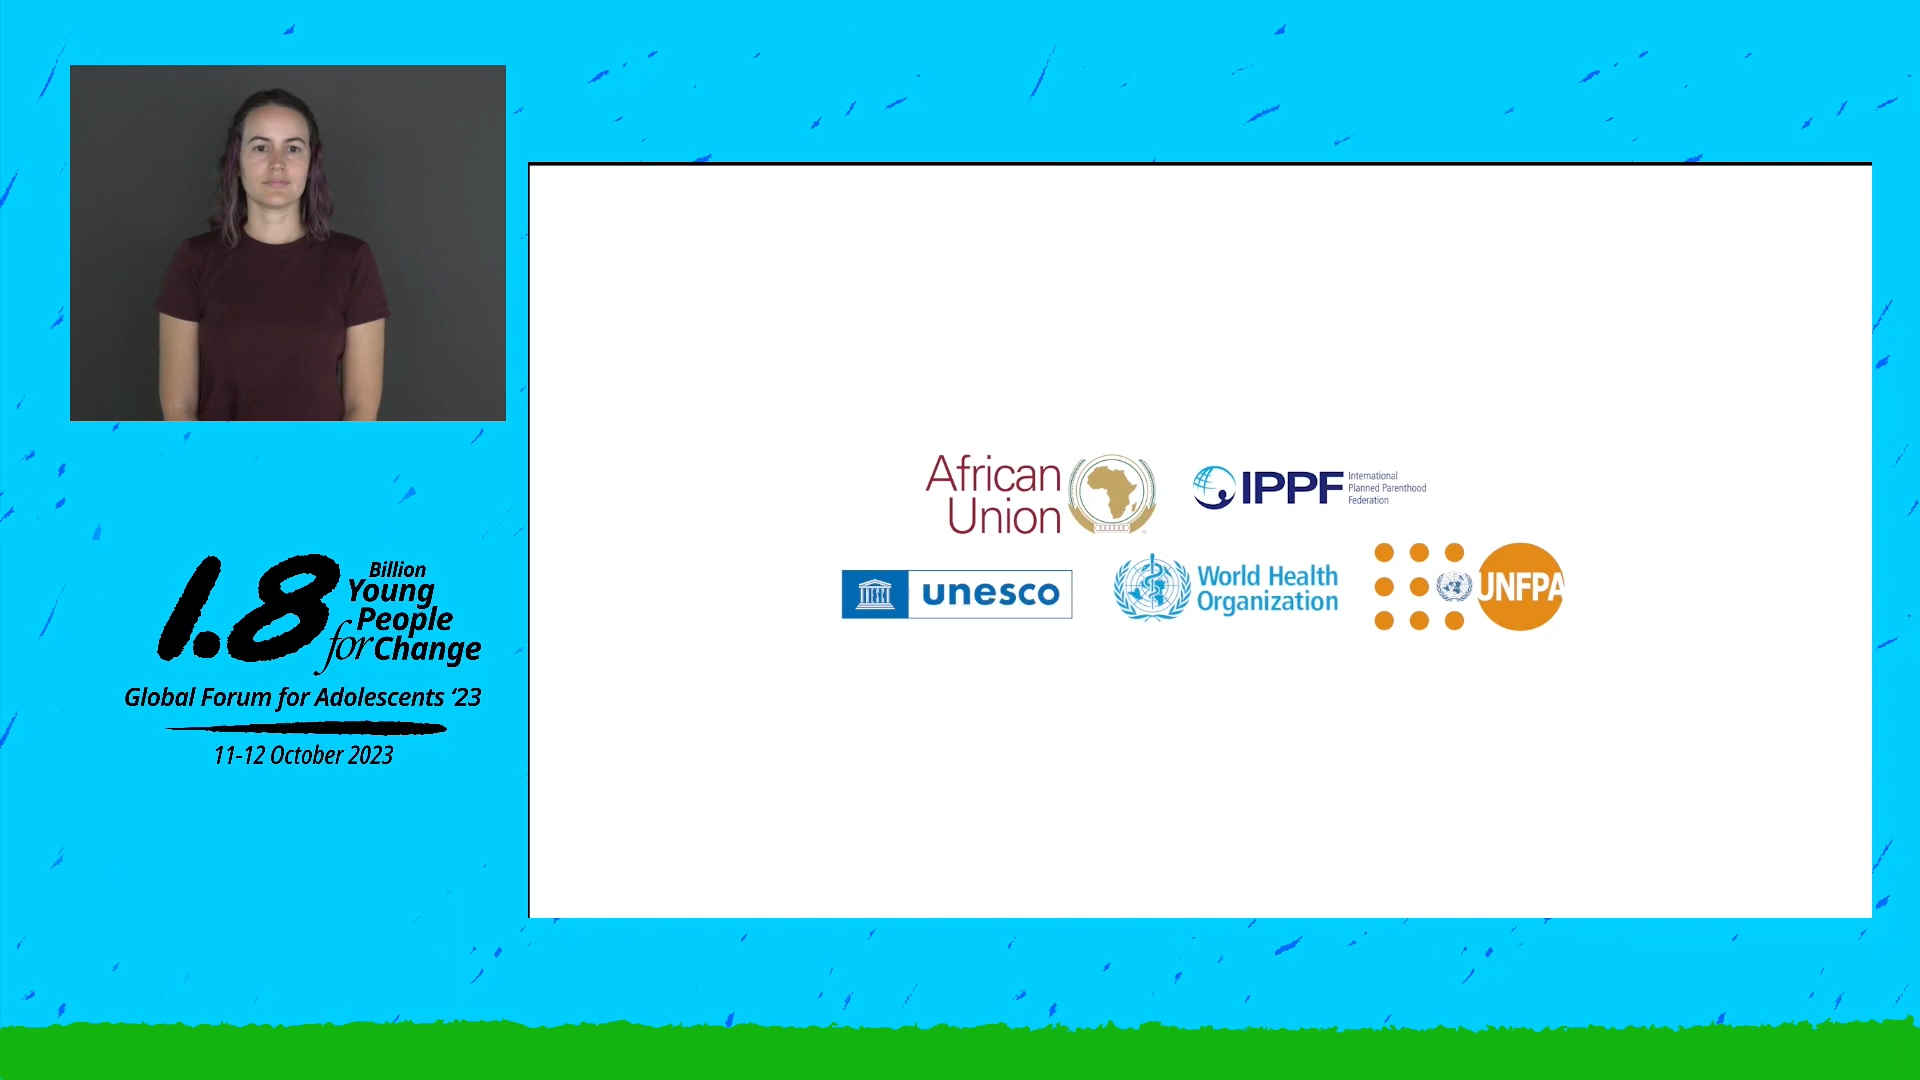 1.8 Billion
Young
People
for Change
Global Forum for Adolescents ‘23
11-12 October 2023
African
Union
IPPF
International
Planned Parenthood
Federation
unesco
World Health
Organization
UNFPA